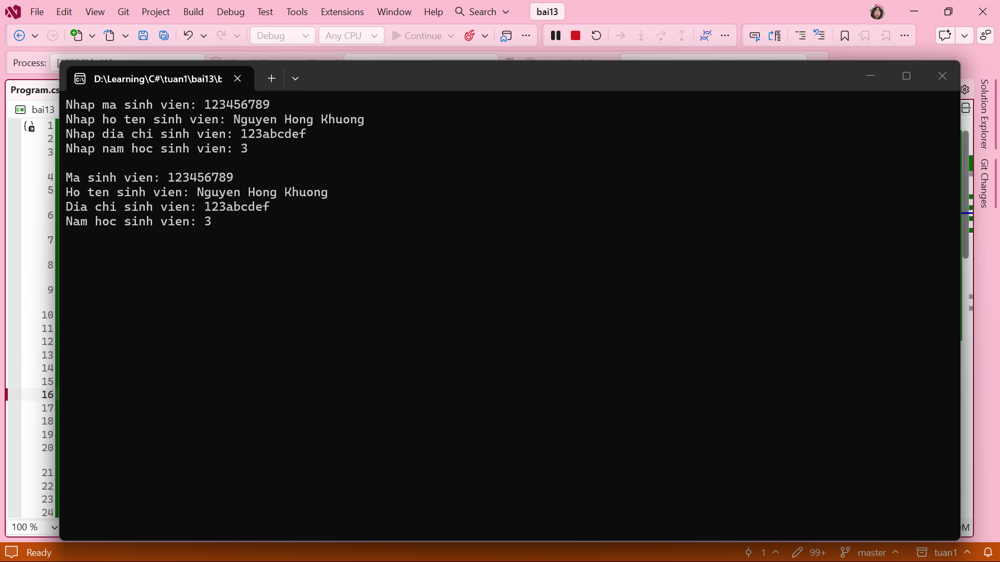 File Edit View Git Project Build Debug Test Tools Extensions Window Help Search bai13
Debug Any CPU Continue
Process:
D:\Learning\C#\tuan1\bai13\b
Program.cs
bai13
Nhap ma sinh vien: 123456789
Nhap ho ten sinh vien: Nguyen Hong Khuong
Nhap dia chi sinh vien: 123abcdef
Nhap nam hoc sinh vien: 3
Ma sinh vien: 123456789
Ho ten sinh vien: Nguyen Hong Khuong
Dia chi sinh vien: 123abcdef
Nam hoc sinh vien: 3
1
2
3
4
5
6
7
8
9
10
11
12
13
14
15
16
17
18
19
20
21
22
23
24
Solution Explorer
Git Changes
100 %
Ready 1 99+ master tuan1